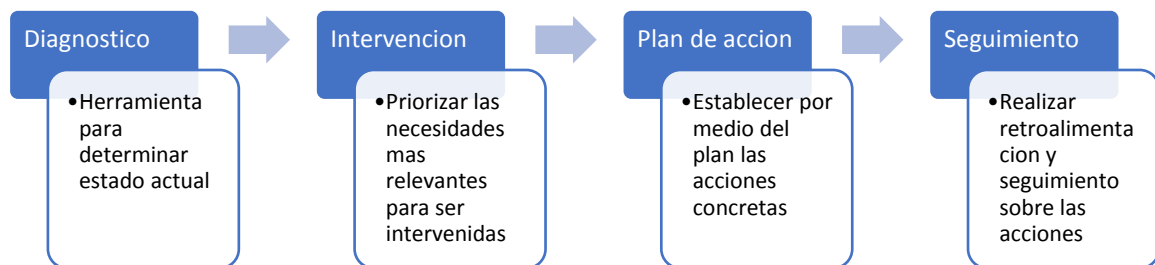 Diagnostico
•Herramienta
para
determinar
estado actual
Intervencion
•Priorizar las
necesidades
mas
relevantes
para ser
intervenidas
Plan de accion
•Establecer por
medio del
plan las
acciones
concretas
Seguimiento
•Realizar
retroalimenta
cion y
seguimiento
sobre las
acciones